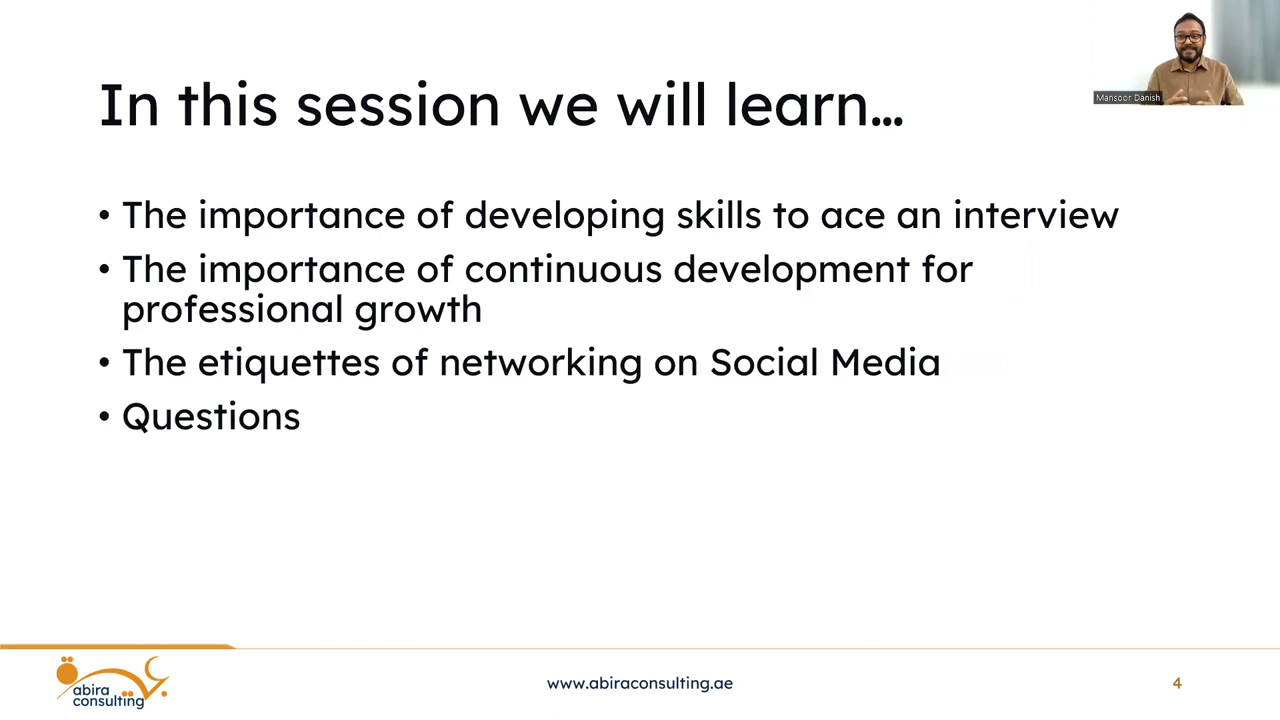 Mansoor Danish
In this session we will learn…
• The importance of developing skills to ace an interview
• The importance of continuous development for
professional growth
• The etiquettes of networking on Social Media
• Questions
abira
consulting
www.abiraconsulting.ae
4